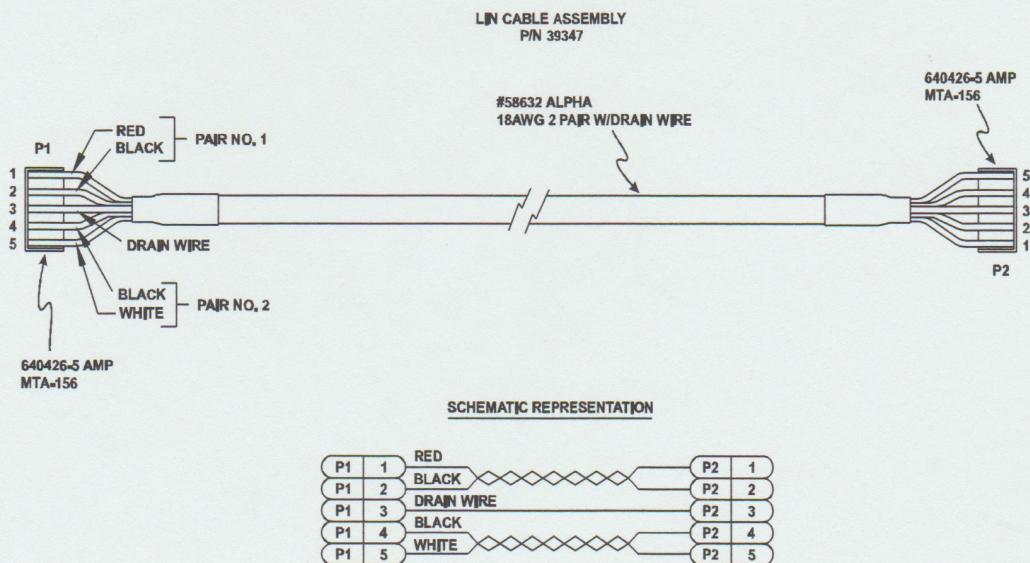 LIN CABLE ASSEMBLY
P/N 39347
640426-5 AMP
MTA-156
#58632 ALPHA
18AWG 2 PAIR W/DRAIN WIRE
P1
RED
BLACK
PAIR NO. 1
1
2
3
4
5
DRAIN WIRE
BLACK
WHITE
PAIR NO. 2
640426-5 AMP
MTA-156
5
4
3
2
1
P2
SCHEMATIC REPRESENTATION
P1 1 RED P2 1
P1 2 BLACK P2 2
P1 3 DRAIN WIRE P2 3
P1 4 BLACK P2 4
P1 5 WHITE P2 5